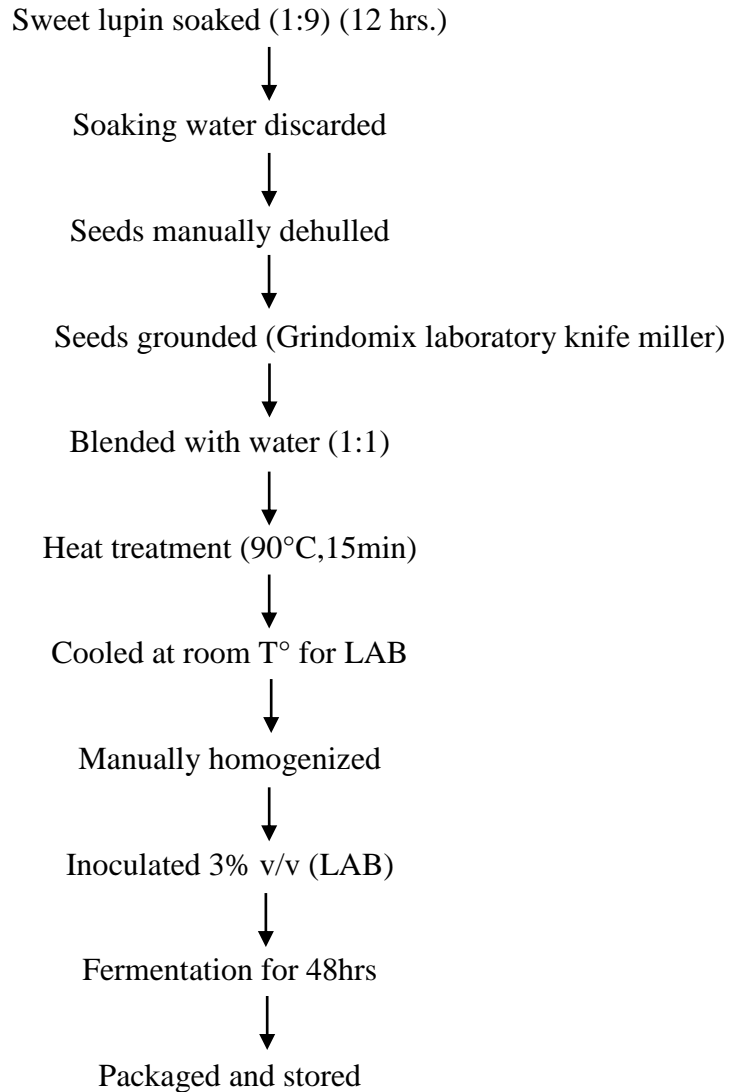 Sweet lupin soaked (1:9) (12 hrs.)
Soaking water discarded
Seeds manually dehulled
Seeds grounded (Grindomix laboratory knife miller)
Blended with water (1:1)
Heat treatment (90°C,15min)
Cooled at room T° for LAB
Manually homogenized
Inoculated 3% v/v (LAB)
Fermentation for 48hrs
Packaged and stored